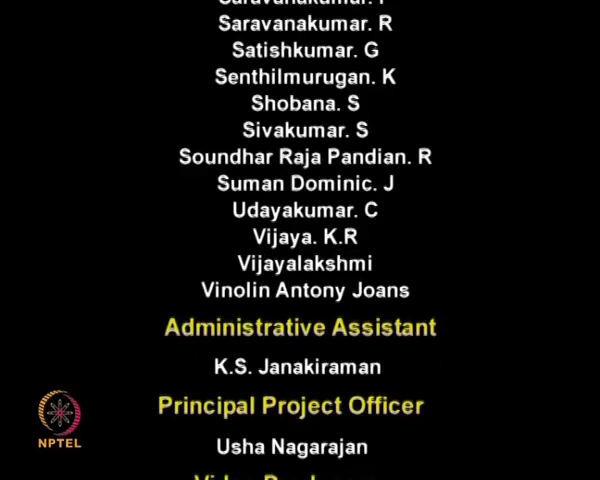 Saravanakumar. R
Satishkumar. G
Senthilmurugan. K
Shobana. S
Sivakumar. S
Soundhar Raja Pandian. R
Suman Dominic. J
Udayakumar. C
Vijaya. K.R
Vijayalakshmi
Vinolin Antony Joans
Administrative Assistant
K.S. Janakiraman
Principal Project Officer
NPTEL
Usha Nagarajan